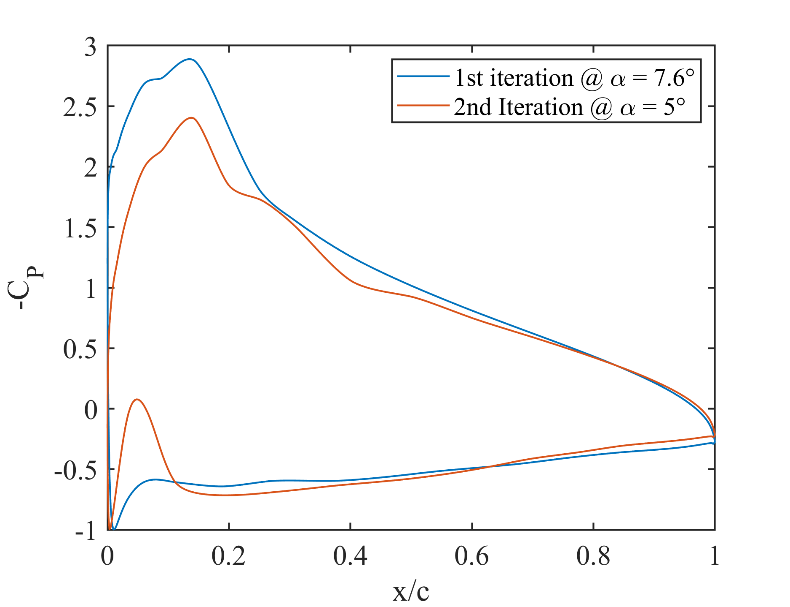 3
2.5
2
1.5
1
0.5
0
-0.5
-1
-C_P
1st iteration @ α = 7.6°
2nd Iteration @ α = 5°
0 0.2 0.4 0.6 0.8 1
x/c